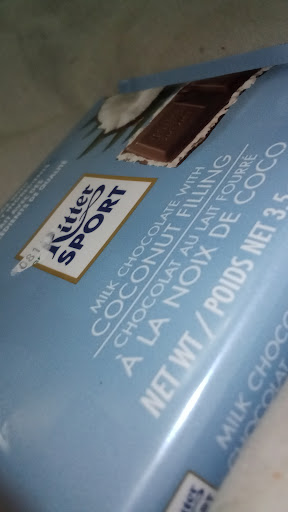 Ritter
SPORT
MILK CHOCOLATE WITH
COCONUT FILLING
CHOCOLAT AU LAIT FOURRÉ
À LA NOIX DE COCO
NET WT / POIDS NET 3.5
MILK CHOCO
CHOCOLAT